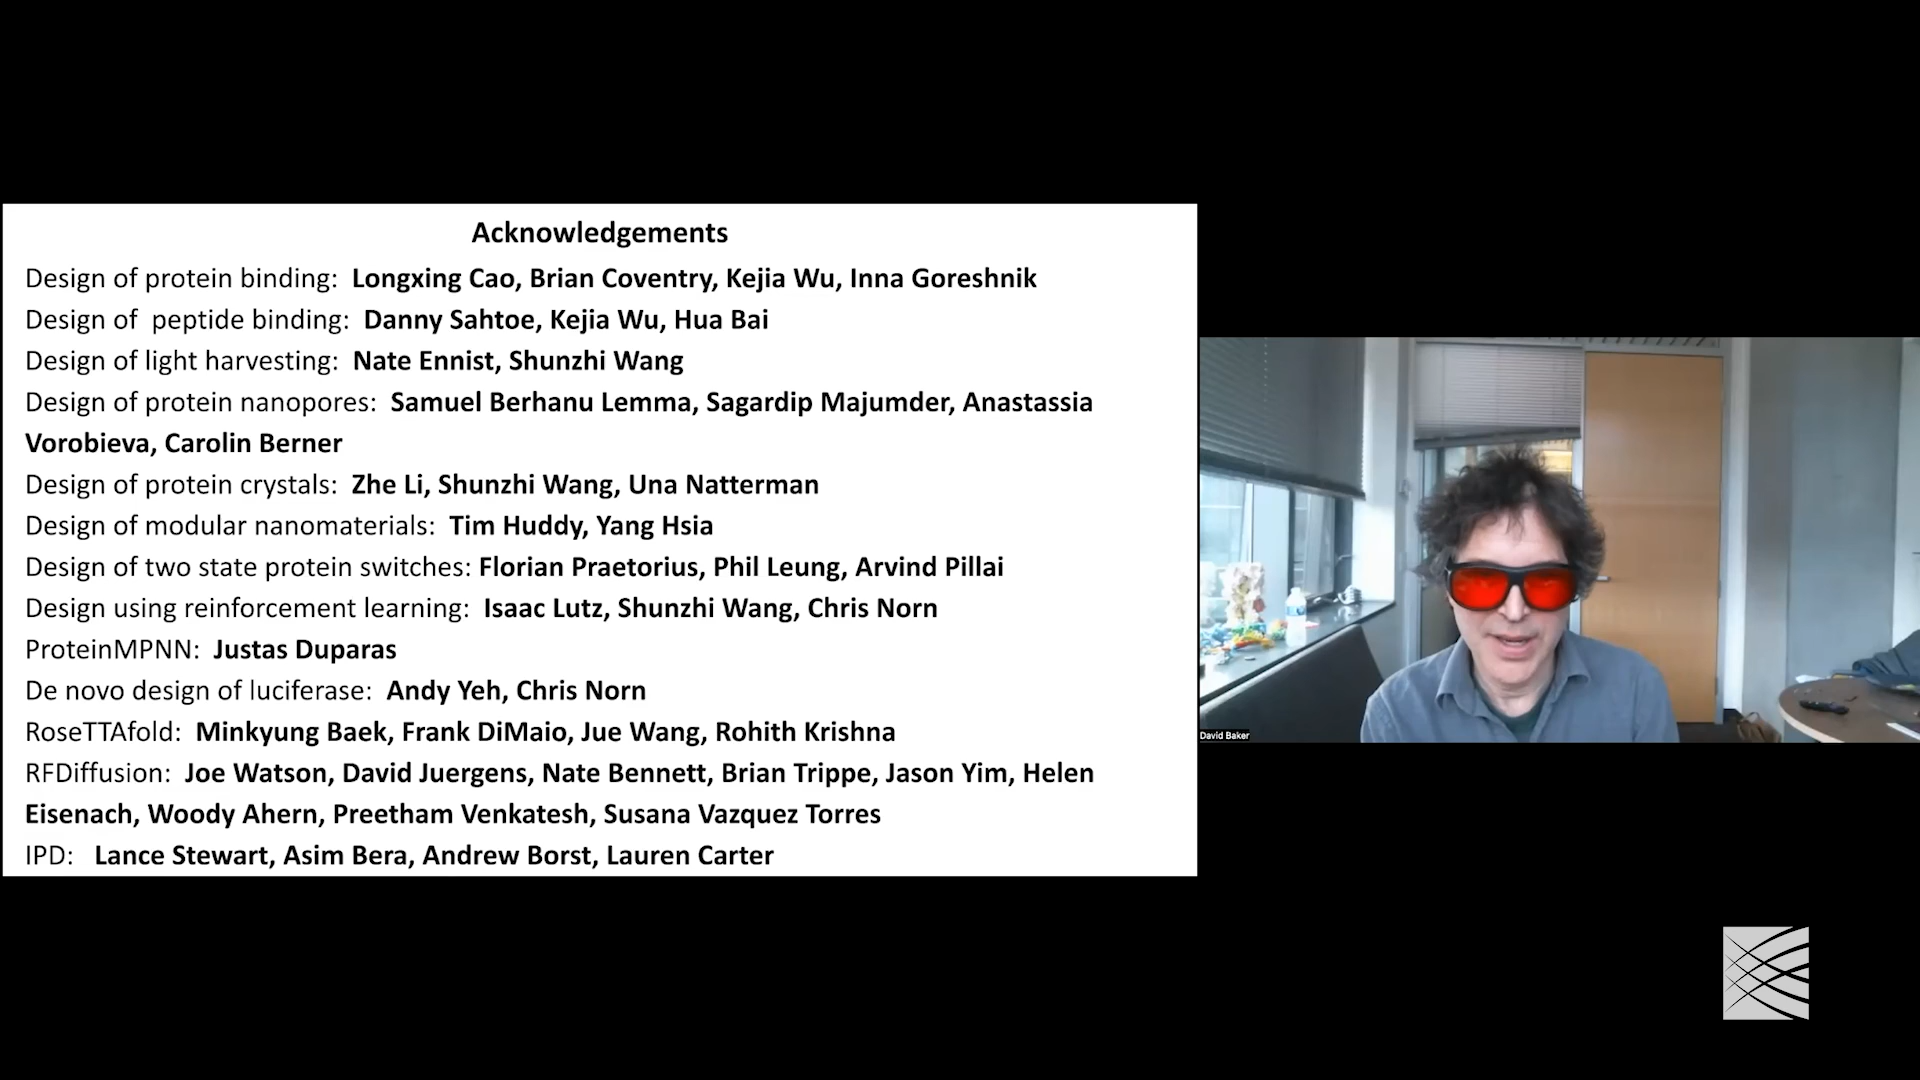 Acknowledgements
Design of protein binding: Longxing Cao, Brian Coventry, Kejia Wu, Inna Goreshnik
Design of peptide binding: Danny Sahtoe, Kejia Wu, Hua Bai
Design of light harvesting: Nate Ennist, Shunzhi Wang
Design of protein nanopores: Samuel Berhanu Lemma, Sagardip Majumder, Anastassia
Vorobieva, Carolin Berner
Design of protein crystals: Zhe Li, Shunzhi Wang, Una Natterman
Design of modular nanomaterials: Tim Huddy, Yang Hsia
Design of two state protein switches: Florian Praetorius, Phil Leung, Arvind Pillai
Design using reinforcement learning: Isaac Lutz, Shunzhi Wang, Chris Norn
ProteinMPNN: Justas Duparas
De novo design of luciferase: Andy Yeh, Chris Norn
RoseTTAfold: Minkyung Baek, Frank DiMaio, Jue Wang, Rohith Krishna
RFDiffusion: Joe Watson, David Juergens, Nate Bennett, Brian Trippe, Jason Yim, Helen
Eisenach, Woody Ahern, Preetham Venkatesh, Susana Vazquez Torres
IPD: Lance Stewart, Asim Bera, Andrew Borst, Lauren Carter
David Baker